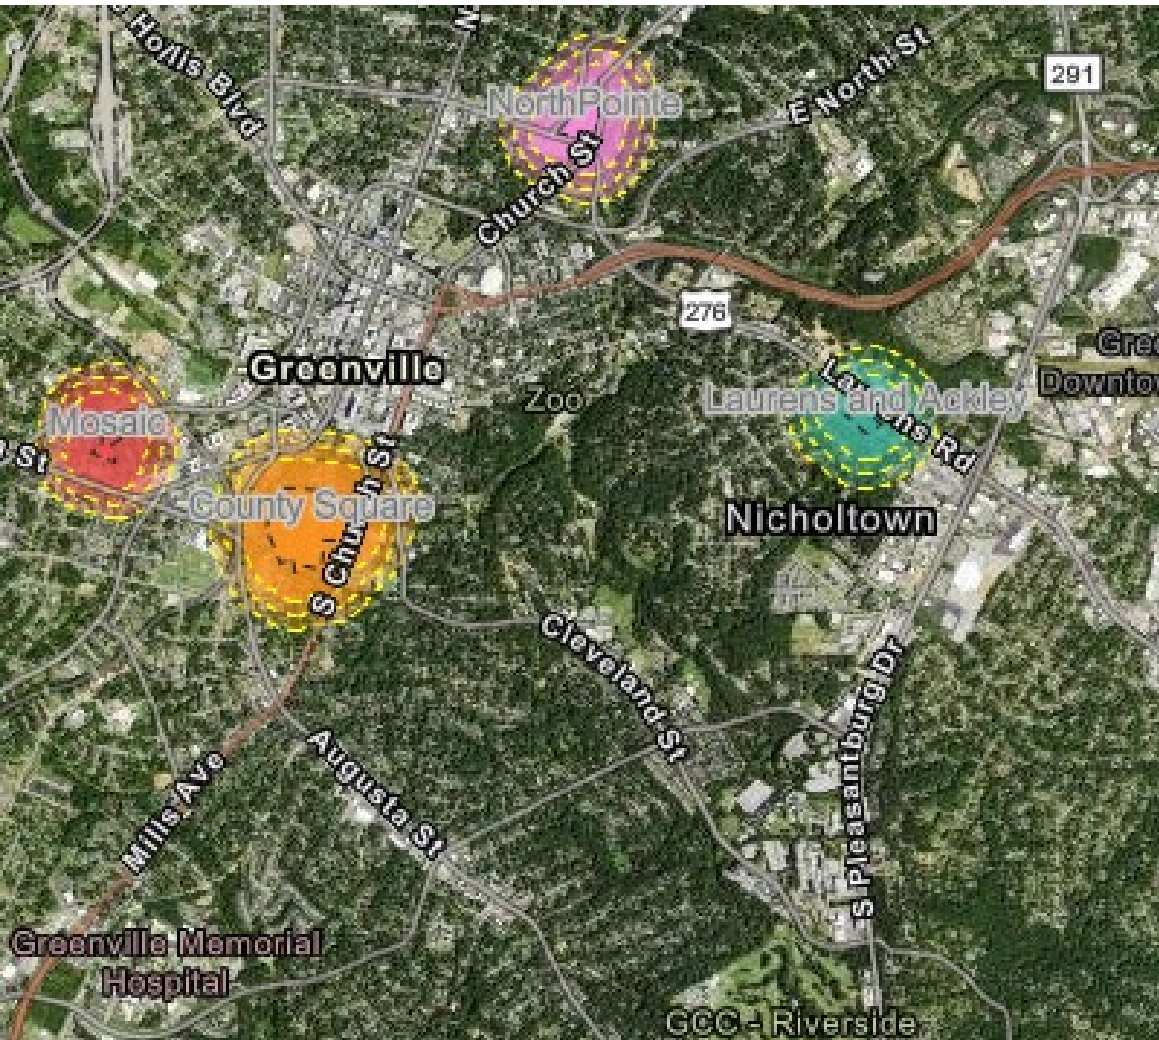 Hollis Blvd
N
E North St
291
NorthPointe
Church St
276
Greenville
Laurens and Ackley
Laurens Rd
Zoo
Mosaic
St
County Square
S Church St
Nicholtown
Cleveland St
S Pleasantburg Dr
Augusta St
Mills Ave
Greenville Memorial
Hospital
GCC - Riverside